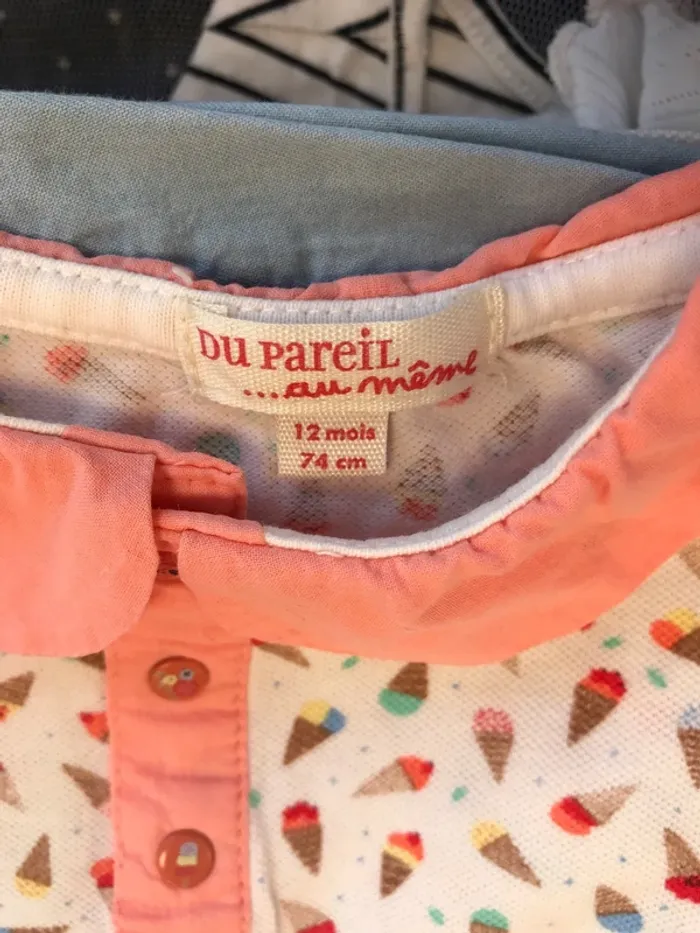 DU PAREIL
...au même
12 mois
74 cm